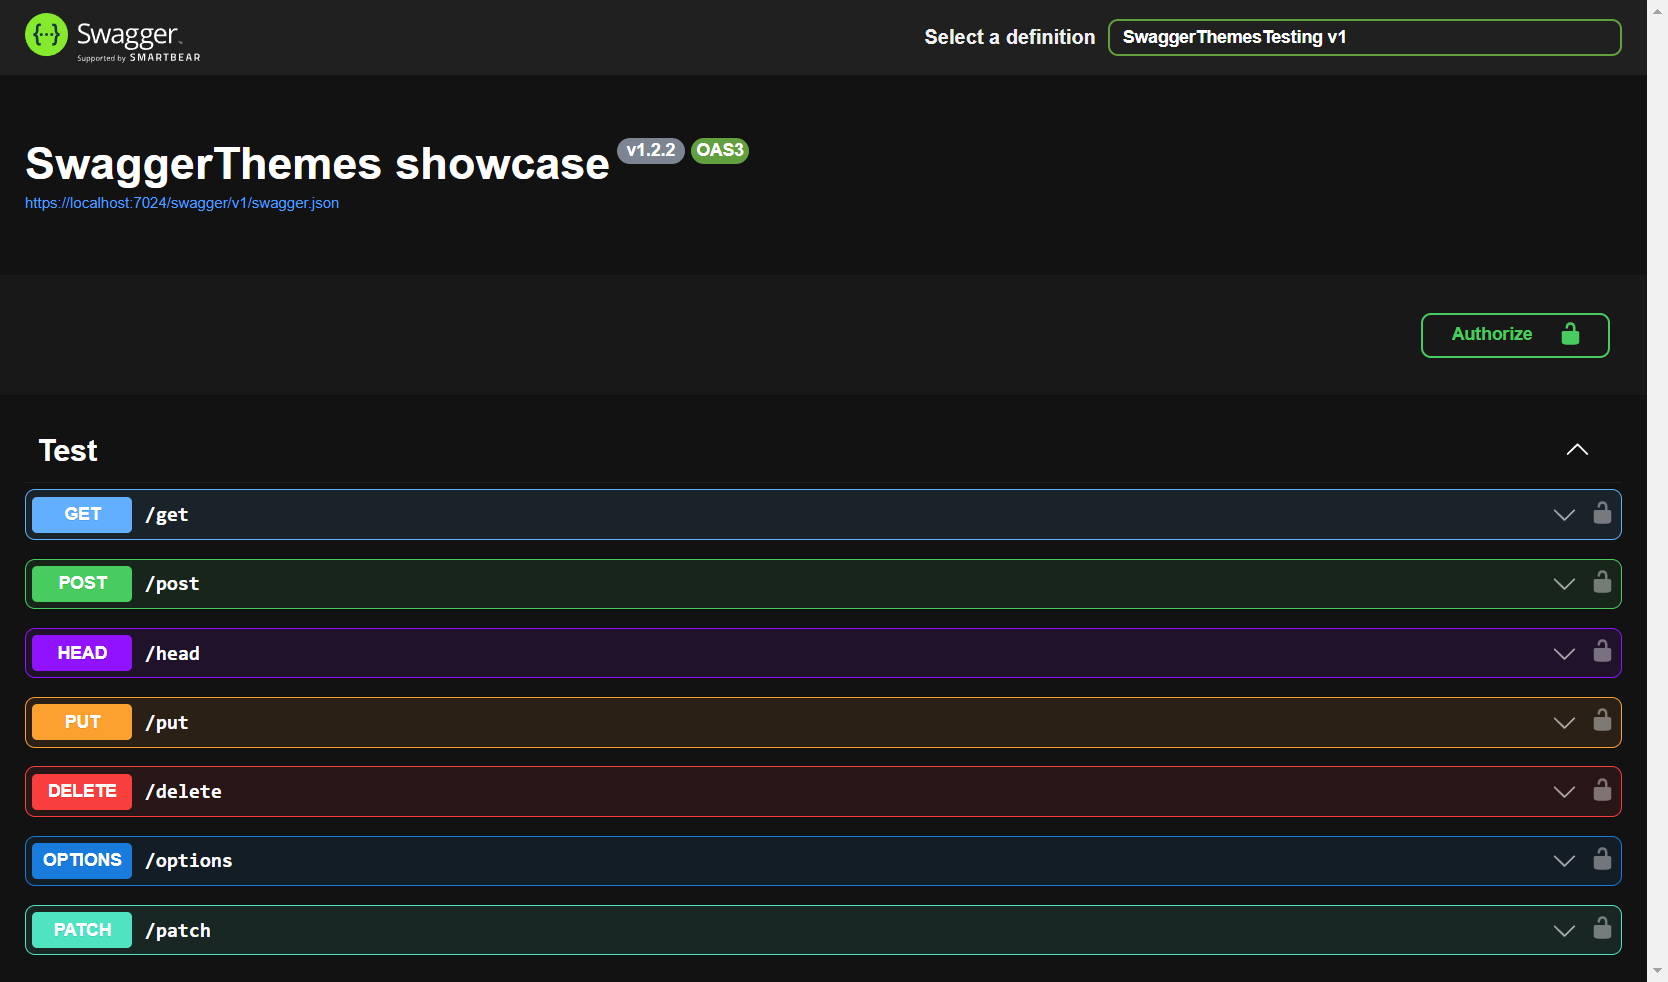 Swagger
Supported by SMARTBEAR
Select a definition
SwaggerThemesTesting v1
SwaggerThemes showcase v1.2.2 OAS3
https://localhost:7024/swagger/v1/swagger.json
Authorize
Test
GET /get
POST /post
HEAD /head
PUT /put
DELETE /delete
OPTIONS /options
PATCH /patch